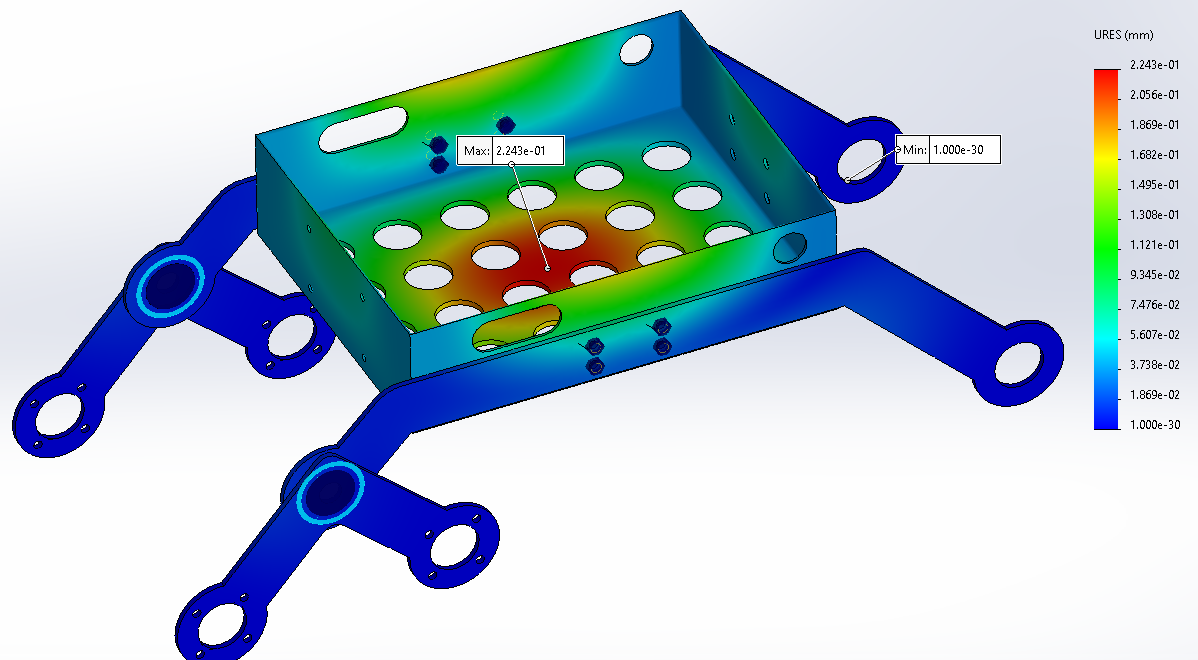 URES (mm)
2.243e-01
2.056e-01
1.869e-01
1.682e-01
1.495e-01
1.308e-01
1.121e-01
9.345e-02
7.476e-02
5.607e-02
3.738e-02
1.869e-02
1.000e-30
Max: 2.243e-01
Min: 1.000e-30